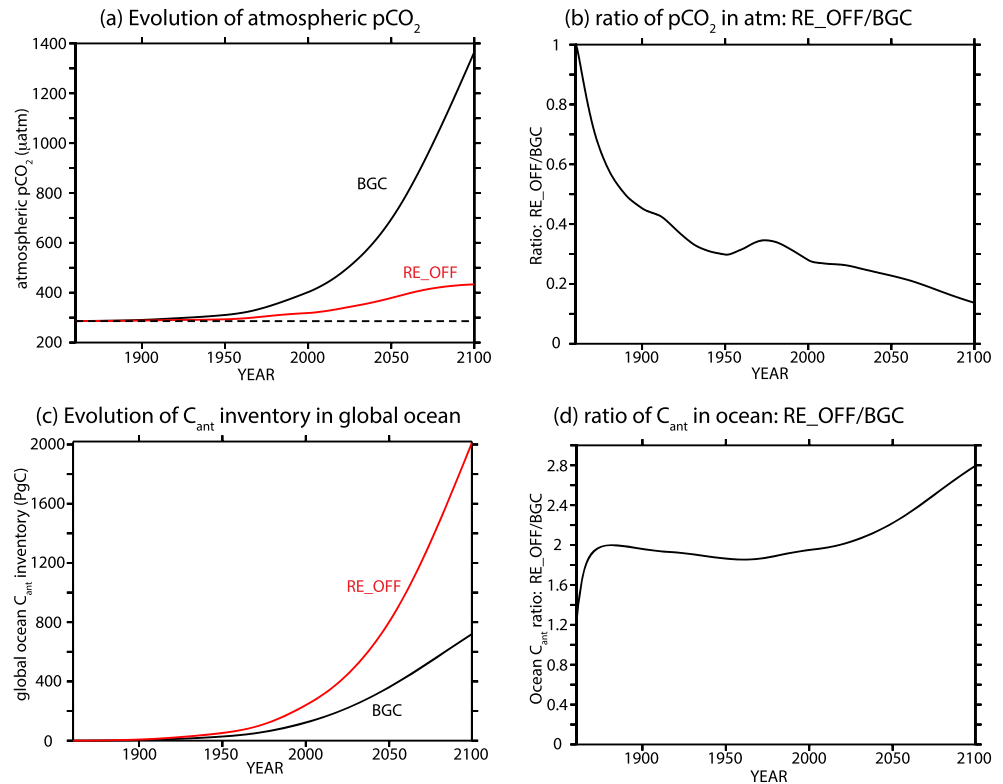 (a) Evolution of atmospheric pCO₂
1400
1200
1000
800
600
400
200
atmospheric pCO₂ (µatm)
BGC
RE_OFF
1900
1950
2000
2050
2100
YEAR
(b) ratio of pCO₂ in atm: RE_OFF/BGC
1
0.8
0.6
0.4
0.2
0
Ratio: RE_OFF/BGC
1900
1950
2000
2050
2100
YEAR
(c) Evolution of Cₐₙₜ inventory in global ocean
2000
1600
1200
800
400
0
global ocean Cₐₙₜ inventory (PgC)
RE_OFF
BGC
1900
1950
2000
2050
2100
YEAR
(d) ratio of Cₐₙₜ in ocean: RE_OFF/BGC
2.8
2.4
2
1.6
1.2
0.8
0.4
0
Ocean Cₐₙₜ ratio: RE_OFF/BGC
1900
1950
2000
2050
2100
YEAR